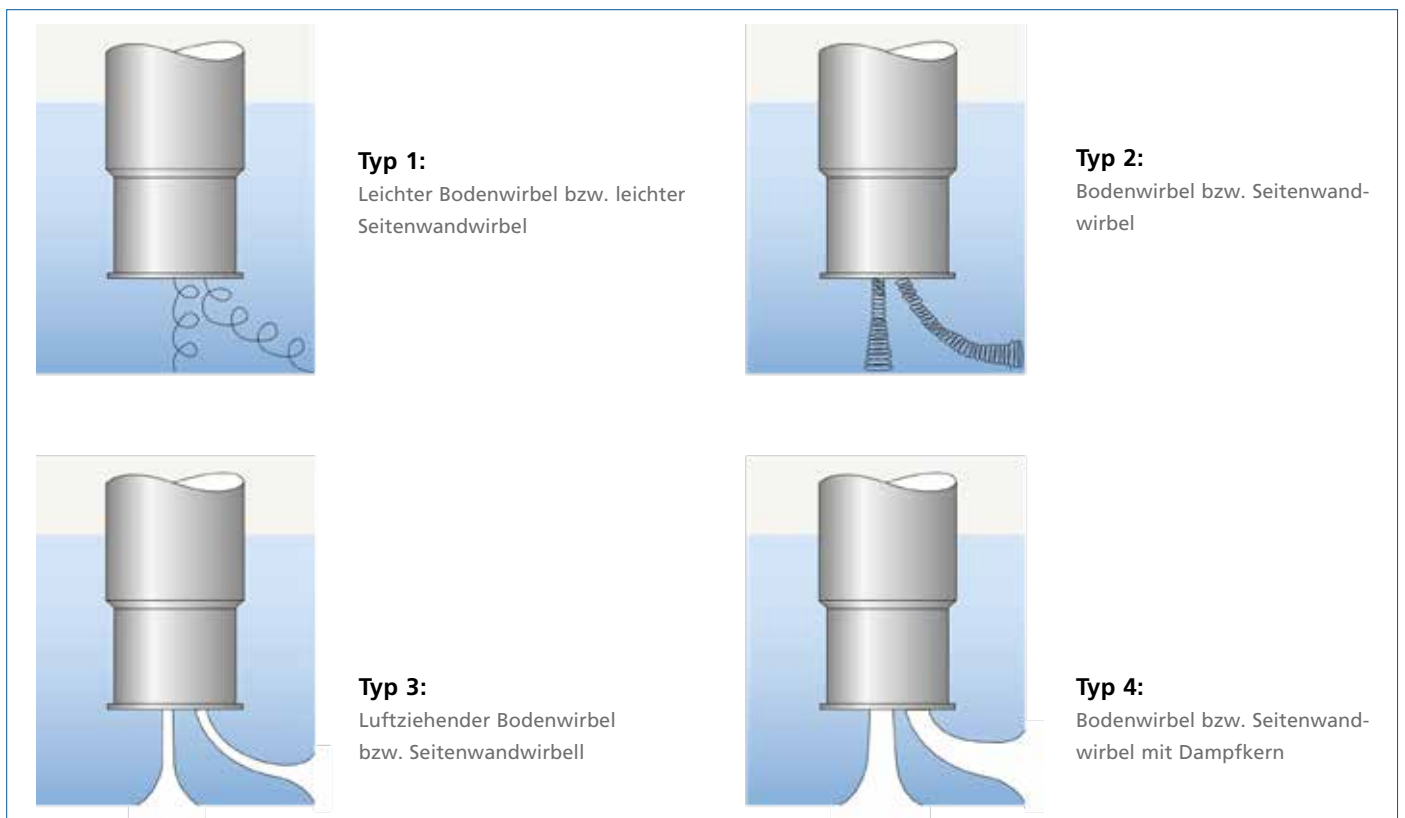 Typ 1:
Leichter Bodenwirbel bzw. leichter
Seitenwandwirbel
Typ 2:
Bodenwirbel bzw. Seitenwand-
wirbel
Typ 3:
Luftziehender Bodenwirbel
bzw. Seitenwandwirbell
Typ 4:
Bodenwirbel bzw. Seitenwand-
wirbel mit Dampfkern